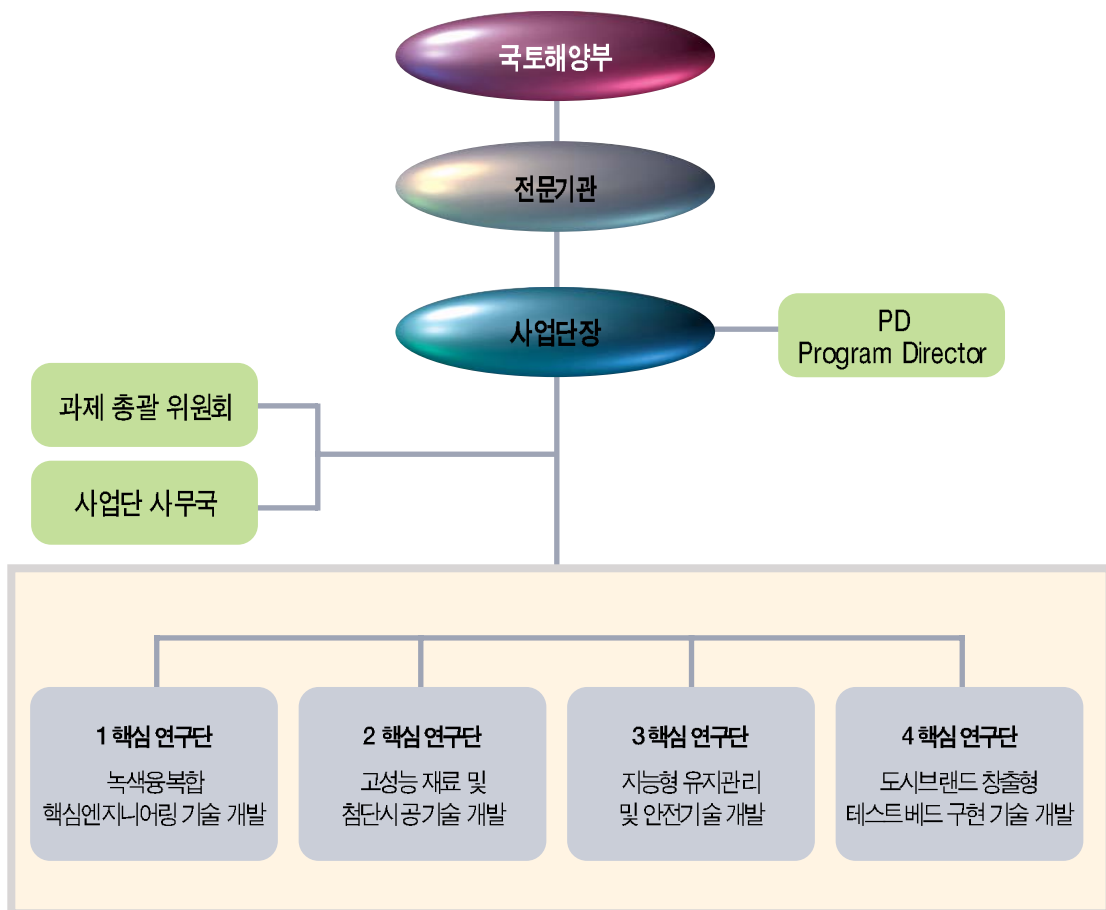 국토해양부
전문기관
사업단장
PD
Program Director
과제 총괄 위원회
사업단 사무국
1 핵심 연구단
녹색융복합
핵심엔지니어링 기술 개발
2 핵심 연구단
고성능 재료 및
첨단시공기술 개발
3 핵심 연구단
지능형 유지관리
및 안전기술 개발
4 핵심 연구단
도시브랜드 창출형
테스트베드 구현 기술 개발